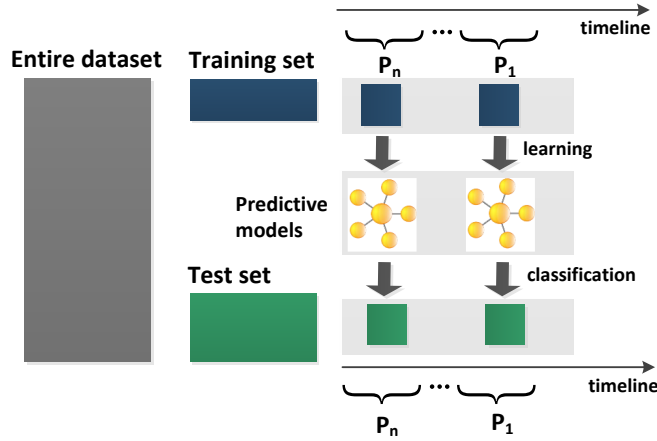 timeline
...
Pn P1
Entire dataset Training set
learning
Predictive
models
Test set
classification
timeline
...
Pn P1